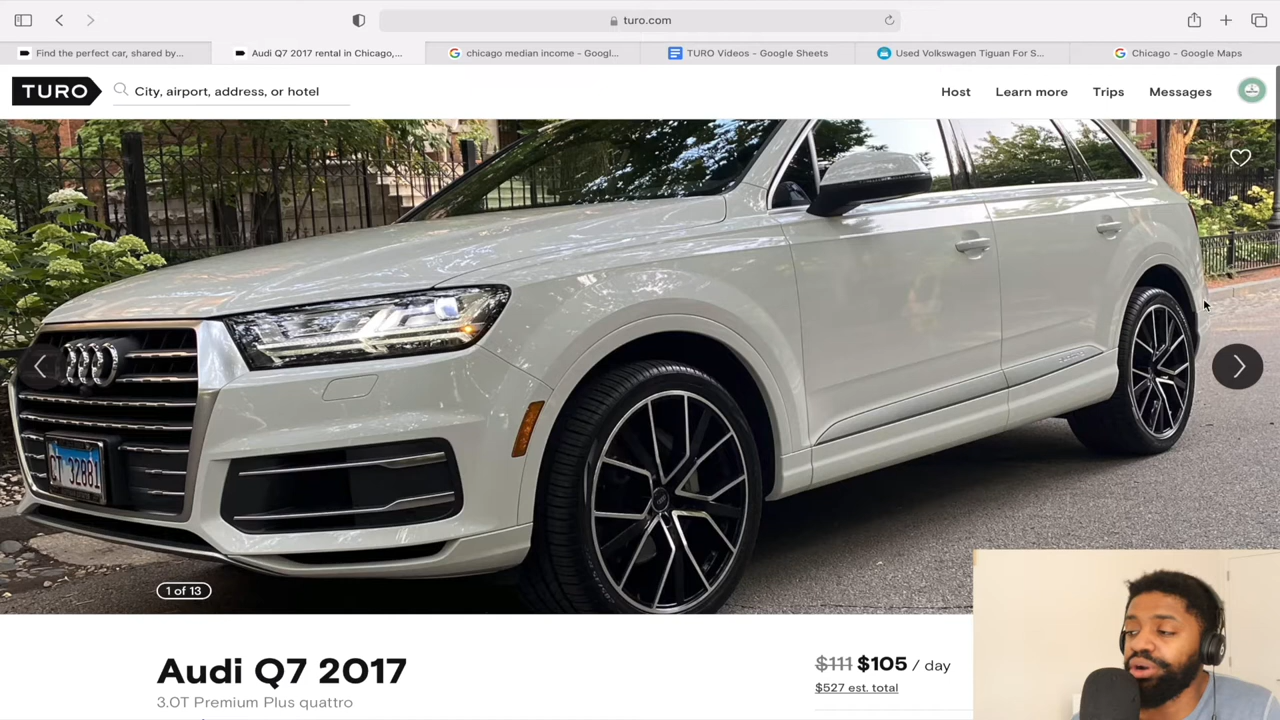 turo.com
Find the perfect car, shared by...
Audi Q7 2017 rental in Chicago,...
chicago median income - Googl...
TURO Videos - Google Sheets
Used Volkswagen Tiguan For S...
Chicago - Google Maps
TURO
City, airport, address, or hotel
Host
Learn more
Trips
Messages
CT 32881
1 of 13
Audi Q7 2017
$111 $105 / day
3.0T Premium Plus quattro
$527 est. total